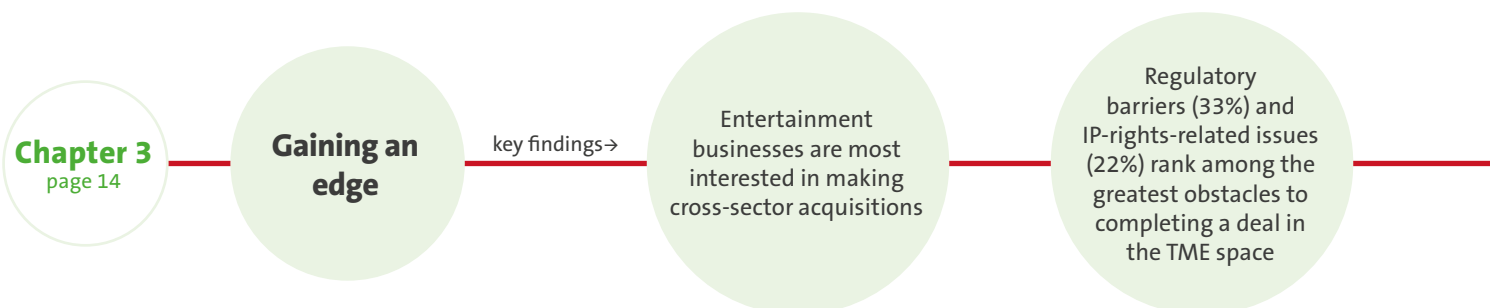 Chapter 3
page 14
Gaining an
edge
key findings→
Entertainment
businesses are most
interested in making
cross-sector acquisitions
Regulatory
barriers (33%) and
IP-rights-related issues
(22%) rank among the
greatest obstacles to
completing a deal in
the TME space